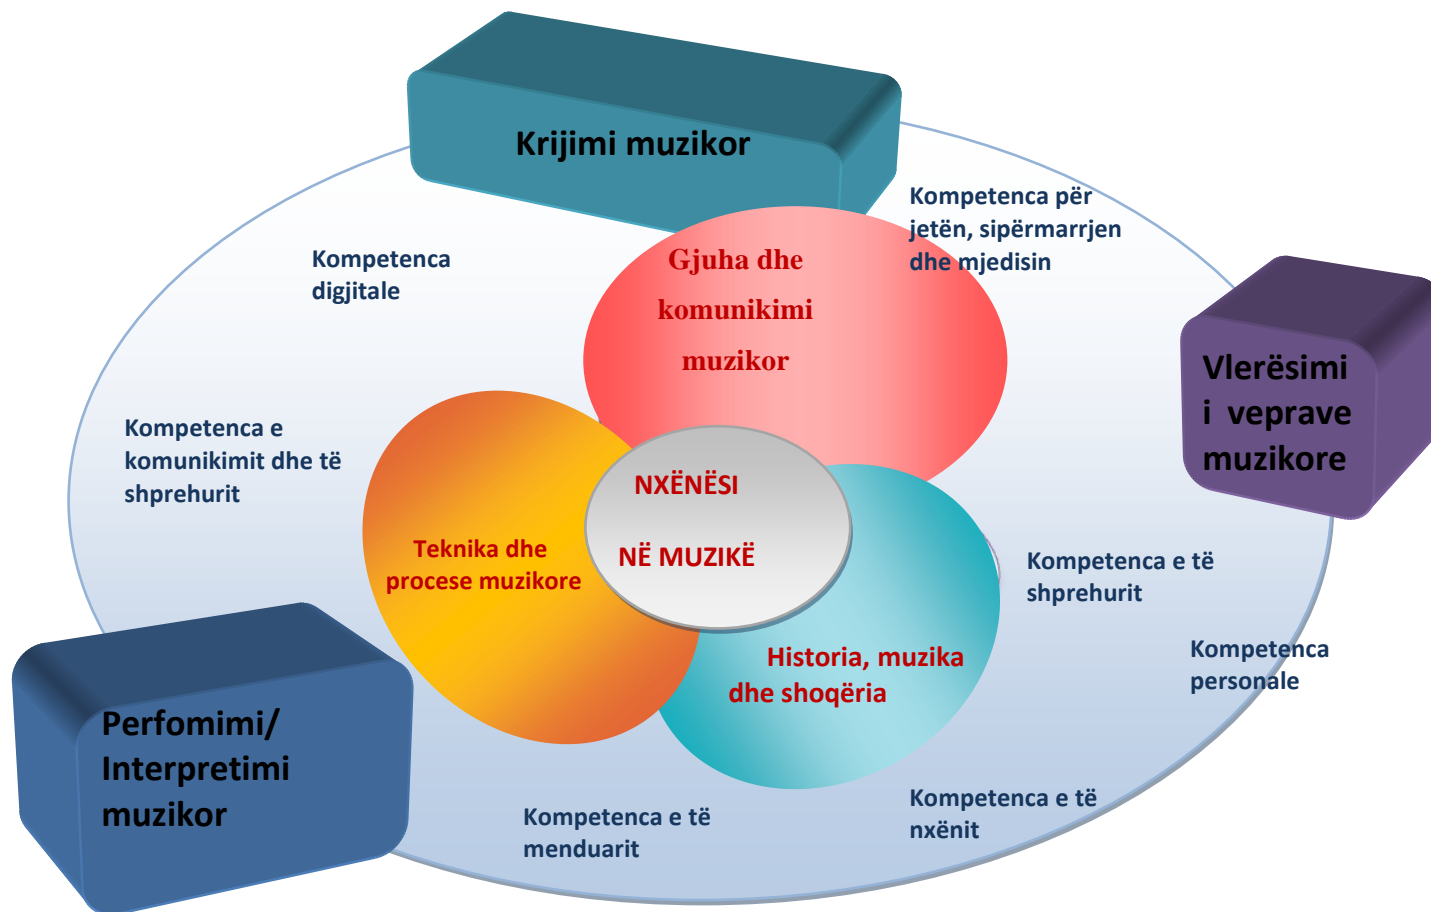 Krijimi muzikor
Kompetenca për
jetën, sipërmarrjen
dhe mjedisin
Kompetenca
digjitale
Gjuha dhe
komunikimi
muzikor
Vlerësimi
i veprave
muzikore
Kompetenca e
komunikimit dhe të
shprehurit
NXËNËSI
NË MUZIKË
Teknika dhe
procese muzikore
Kompetenca e të
shprehurit
Historia, muzika
dhe shoqëria
Kompetenca
personale
Perfomimi/
Interpretimi
muzikor
Kompetenca e të
menduarit
Kompetenca e të
nxënit